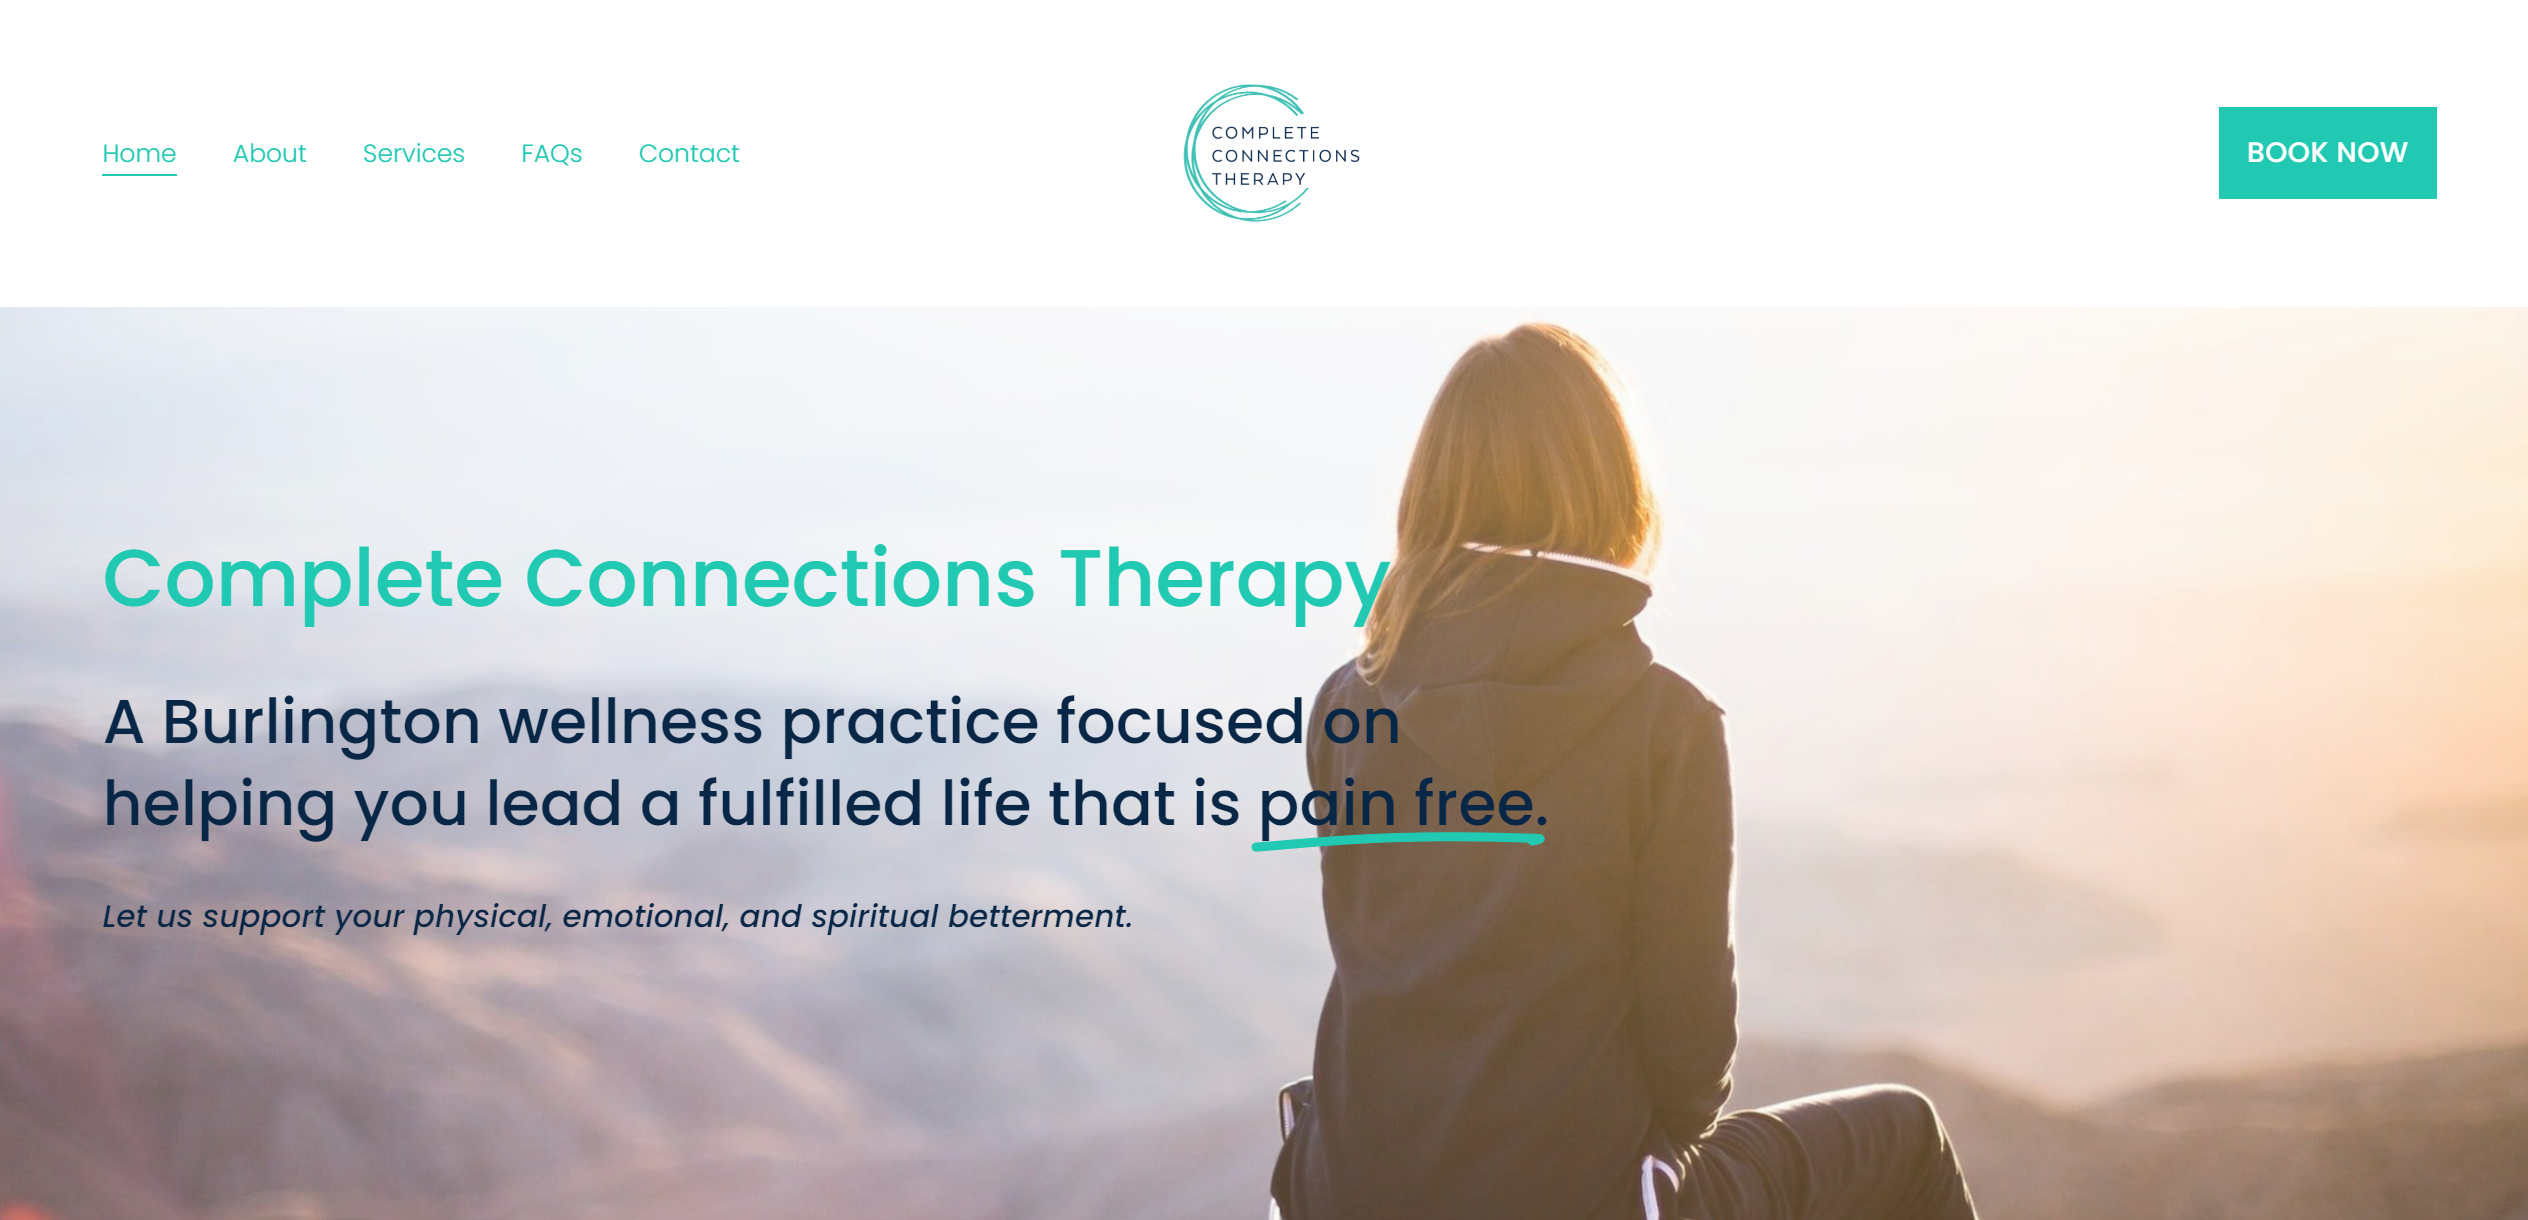 Home About Services FAQs Contact
COMPLETE
CONNECTIONS
THERAPY
BOOK NOW
Complete Connections Therapy
A Burlington wellness practice focused on
helping you lead a fulfilled life that is pain free.
Let us support your physical, emotional, and spiritual betterment.